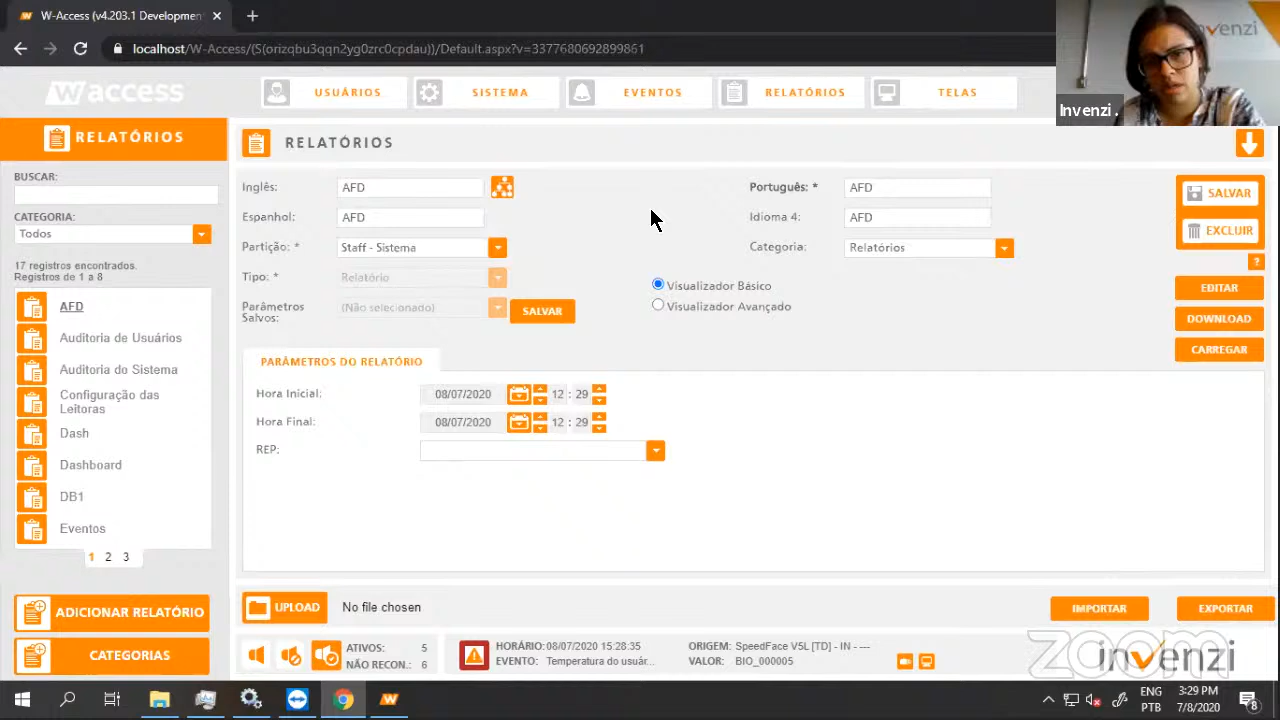 W-Access (v4.203.1 Developmen
localhost/W-Access/(S(orizqbu3qqn2yg0zrc0cpdau))/Default.aspx?v=3377680692899861
invenzi
Invenzi .
waccess
USUÁRIOS
SISTEMA
EVENTOS
RELATÓRIOS
TELAS
RELATÓRIOS
BUSCAR:
CATEGORIA:
Todos
17 registros encontrados.
Registros de 1 a 8
AFD
Auditoria de Usuários
Auditoria do Sistema
Configuração das
Leitoras
Dash
Dashboard
DB1
Eventos
1 2 3
ADICIONAR RELATÓRIO
CATEGORIAS
RELATÓRIOS
Inglês: AFD
Português: * AFD
Espanhol: AFD
Idioma 4: AFD
Partição: * Staff - Sistema
Categoria: Relatórios
Tipo: * Relatório
Visualizador Básico
Parâmetros
Salvos:
(Não selecionado)
SALVAR
Visualizador Avançado
SALVAR
EXCLUIR
?
EDITAR
DOWNLOAD
CARREGAR
PARÂMETROS DO RELATÓRIO
Hora Inicial: 08/07/2020 12 : 29
Hora Final: 08/07/2020 12 : 29
REP:
UPLOAD No file chosen
IMPORTAR
EXPORTAR
ATIVOS: 5
NÃO RECON.: 6
HORÁRIO: 08/07/2020 15:28:35
EVENTO: Temperatura do usuár...
ORIGEM: SpeedFace V5L [TD] - IN - ---
VALOR: BIO_000005
zoom
invenzi
ENG
PTB
3:29 PM
7/8/2020
8